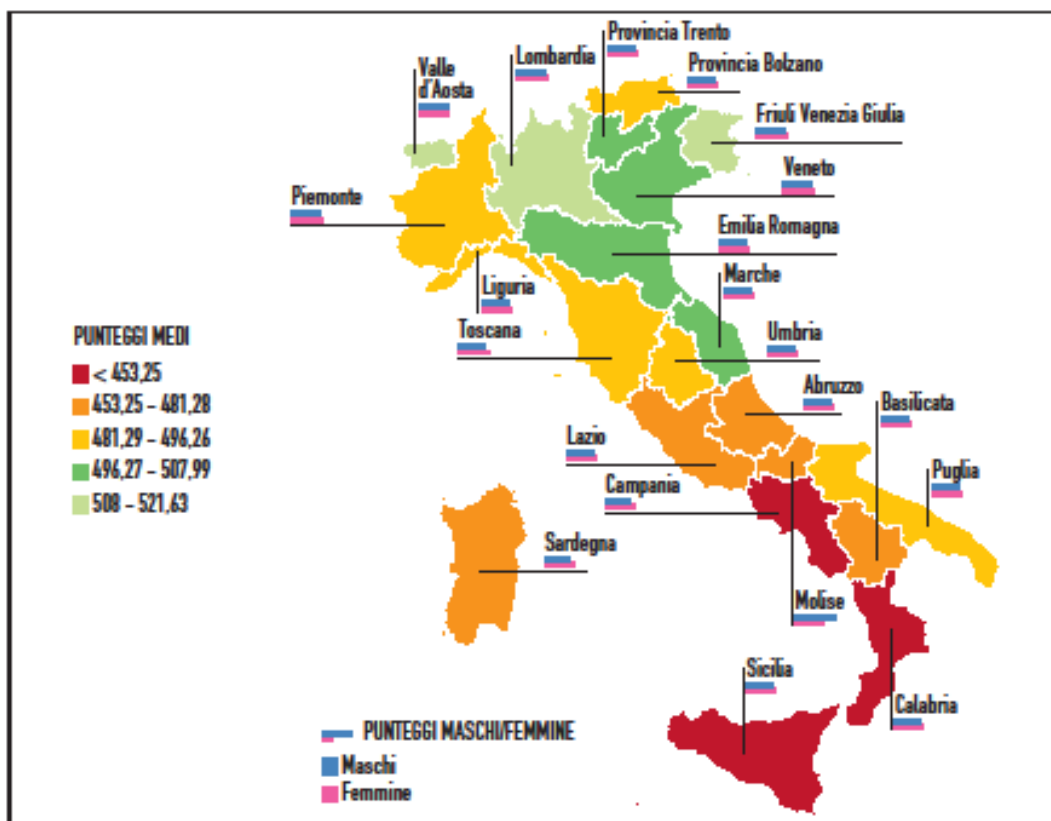 Provincia Trento
Lombardia
Provincia Bolzano
Valle
d'Aosta
Friuli Venezia Giulia
Veneto
Piemonte
Emilia Romagna
Marche
Liguria
Toscana
Umbria
PUNTEGGI MEDI
< 453,25
453,25 – 481,28
481,29 – 496,26
496,27 – 507,99
508 – 521,63
Abruzzo
Basilicata
Lazio
Campania
Puglia
Sardegna
Molise
Sicilia
Calabria
PUNTEGGI MASCHI/FEMMINE
Maschi
Femmine